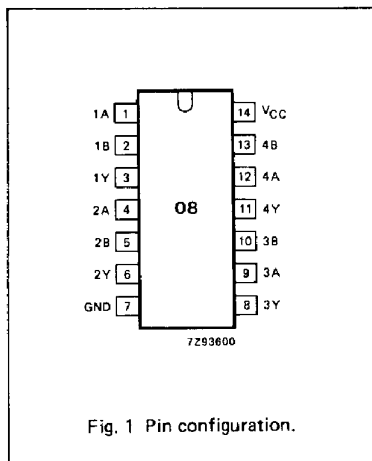 1A 1 14 VCC
1B 2 13 4B
1Y 3 12 4A
2A 4 08 11 4Y
2B 5 10 3B
2Y 6 9 3A
GND 7 8 3Y
7Z93600
Fig. 1 Pin configuration.